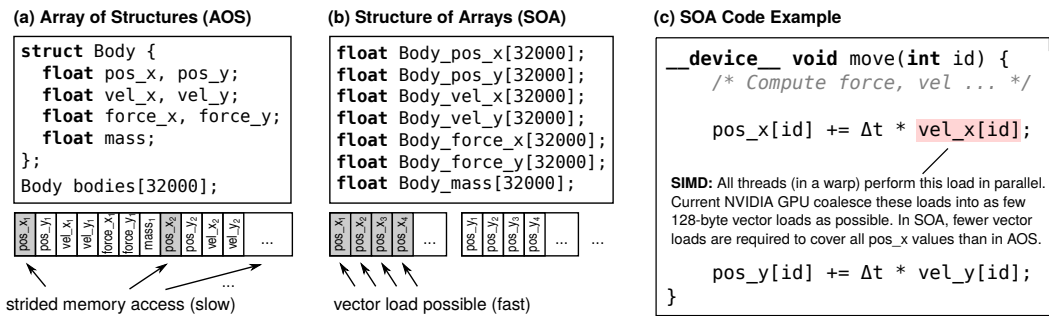 (a) Array of Structures (AOS)
struct Body {
float pos_x, pos_y;
float vel_x, vel_y;
float force_x, force_y;
float mass;
};
Body bodies[32000];
pos_x₁ pos_y₁ vel_x₁ vel_y₁ force_x₁ force_y₁ mass₁ pos_x₂ pos_y₂ vel_x₂ vel_y₂ ...
...
strided memory access (slow)
(b) Structure of Arrays (SOA)
float Body_pos_x[32000];
float Body_pos_y[32000];
float Body_vel_x[32000];
float Body_vel_y[32000];
float Body_force_x[32000];
float Body_force_y[32000];
float Body_mass[32000];
pos_x₁ pos_x₂ pos_x₃ pos_x₄ ... pos_y₁ pos_y₂ pos_y₃ pos_y₄ ... ...
vector load possible (fast)
(c) SOA Code Example
__device__ void move(int id) {
/* Compute force, vel ... */
pos_x[id] += Δt * vel_x[id];
SIMD: All threads (in a warp) perform this load in parallel.
Current NVIDIA GPU coalesce these loads into as few
128-byte vector loads as possible. In SOA, fewer vector
loads are required to cover all pos_x values than in AOS.
pos_y[id] += Δt * vel_y[id];
}